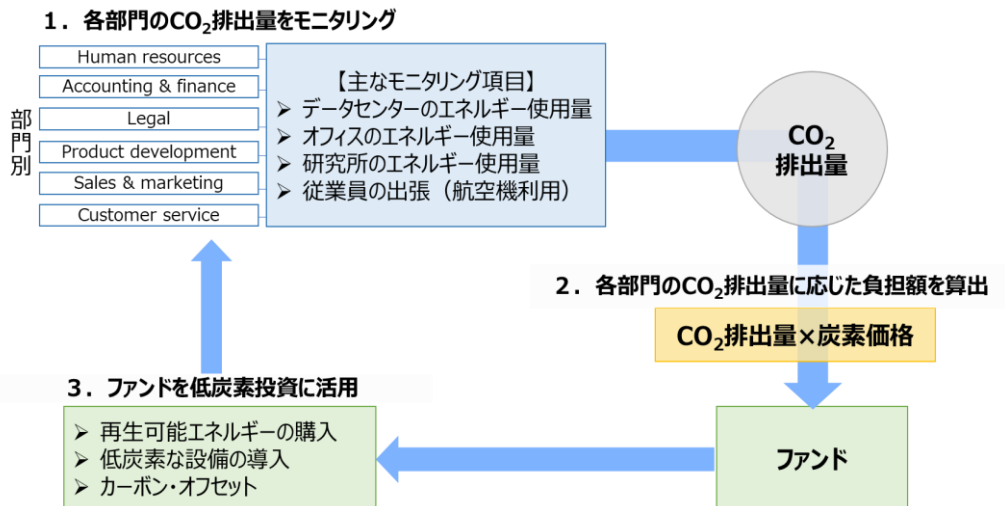 1. 各部門のCO₂排出量をモニタリング
部門別
Human resources
Accounting & finance
Legal
Product development
Sales & marketing
Customer service
【主なモニタリング項目】
➢ データセンターのエネルギー使用量
➢ オフィスのエネルギー使用量
➢ 研究所のエネルギー使用量
➢ 従業員の出張（航空機利用）
CO₂
排出量
2. 各部門のCO₂排出量に応じた負担額を算出
CO₂排出量×炭素価格
ファンド
3. ファンドを低炭素投資に活用
➢ 再生可能エネルギーの購入
➢ 低炭素な設備の導入
➢ カーボン・オフセット